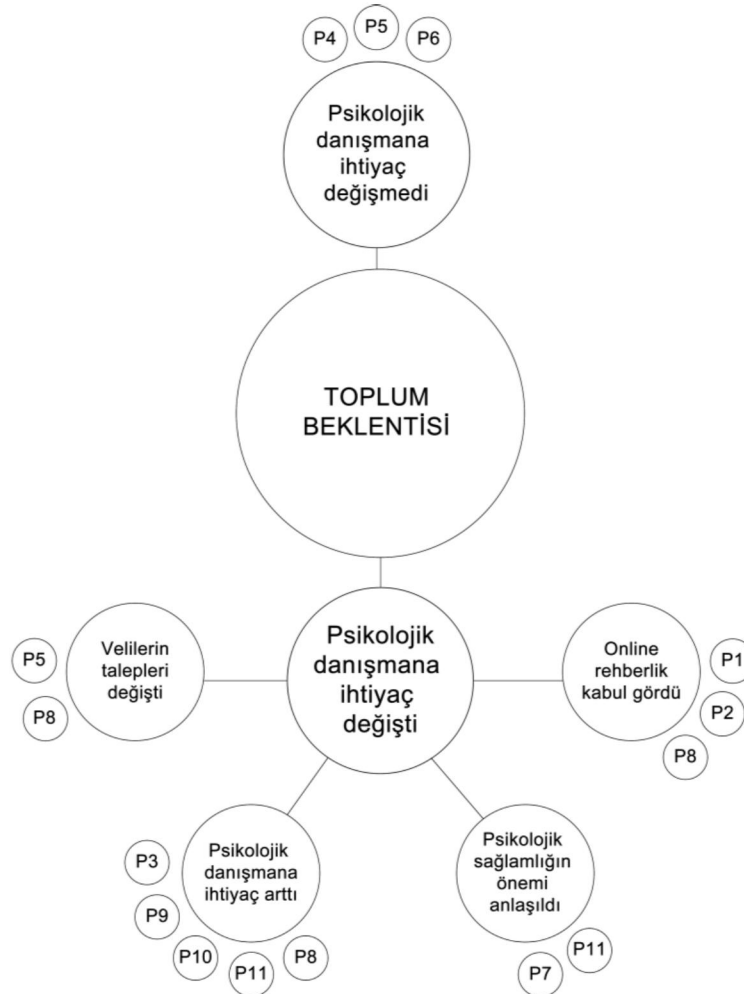 P4
P5
P6
Psikolojik
danışmana
ihtiyaç
değişmedi
TOPLUM
BEKLENTİSİ
Psikolojik
danışmana
ihtiyaç
değişti
Velilerin
talepleri
değişti
P5
P8
Online
rehberlik
kabul gördü
P1
P2
P8
Psikolojik
danışmana
ihtiyaç arttı
P3
P9
P10
P11
P8
Psikolojik
sağlamlığın
önemi
anlaşıldı
P11
P7